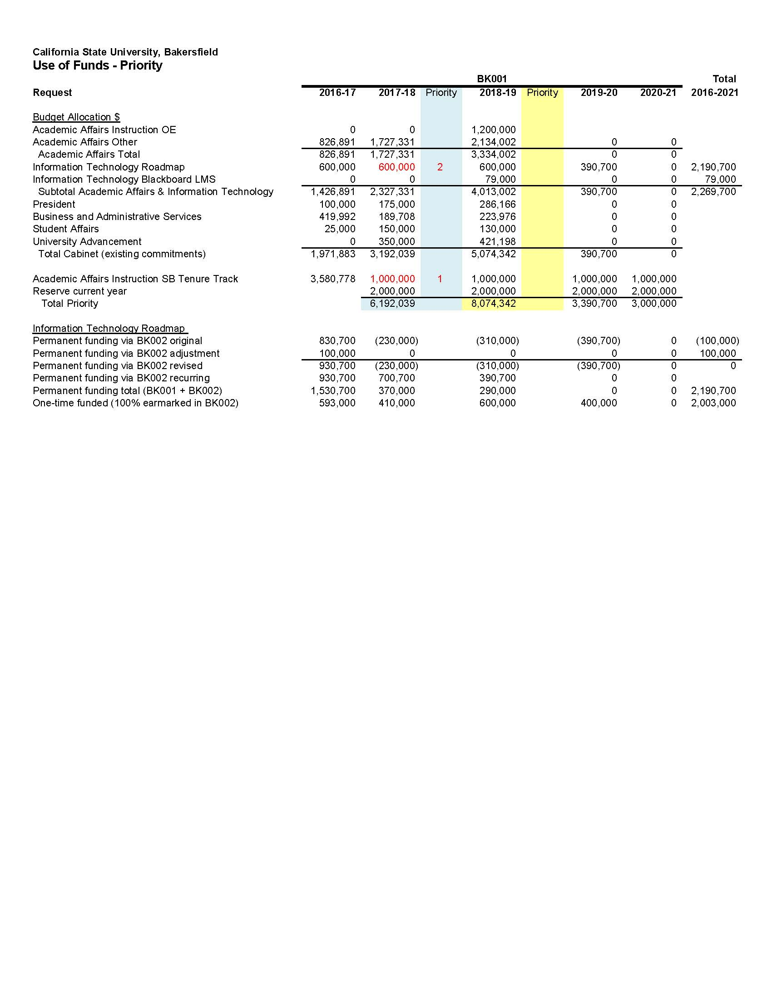 California State University, Bakersfield
Use of Funds - Priority
BK001 Total
Request 2016-17 2017-18 Priority 2018-19 Priority 2019-20 2020-21 2016-2021
Budget Allocation $
Academic Affairs Instruction OE 0 0 1,200,000
Academic Affairs Other 826,891 1,727,331 2,134,002 0 0
Academic Affairs Total 826,891 1,727,331 3,334,002 0 0
Information Technology Roadmap 600,000 600,000 2 600,000 390,700 0 2,190,700
Information Technology Blackboard LMS 0 0 79,000 0 0 79,000
Subtotal Academic Affairs & Information Technology 1,426,891 2,327,331 4,013,002 390,700 0 2,269,700
President 100,000 175,000 286,166 0 0
Business and Administrative Services 419,992 189,708 223,976 0 0
Student Affairs 25,000 150,000 130,000 0 0
University Advancement 0 350,000 421,198 0 0
Total Cabinet (existing commitments) 1,971,883 3,192,039 5,074,342 390,700 0
Academic Affairs Instruction SB Tenure Track 3,580,778 1,000,000 1 1,000,000 1,000,000 1,000,000
Reserve current year 2,000,000 2,000,000 2,000,000 2,000,000
Total Priority 6,192,039 8,074,342 3,390,700 3,000,000
Information Technology Roadmap
Permanent funding via BK002 original 830,700 (230,000) (310,000) (390,700) 0 (100,000)
Permanent funding via BK002 adjustment 100,000 0 0 0 0 100,000
Permanent funding via BK002 revised 930,700 (230,000) (310,000) (390,700) 0 0
Permanent funding via BK002 recurring 930,700 700,700 390,700 0 0
Permanent funding total (BK001 + BK002) 1,530,700 370,000 290,000 0 0 2,190,700
One-time funded (100% earmarked in BK002) 593,000 410,000 600,000 400,000 0 2,003,000